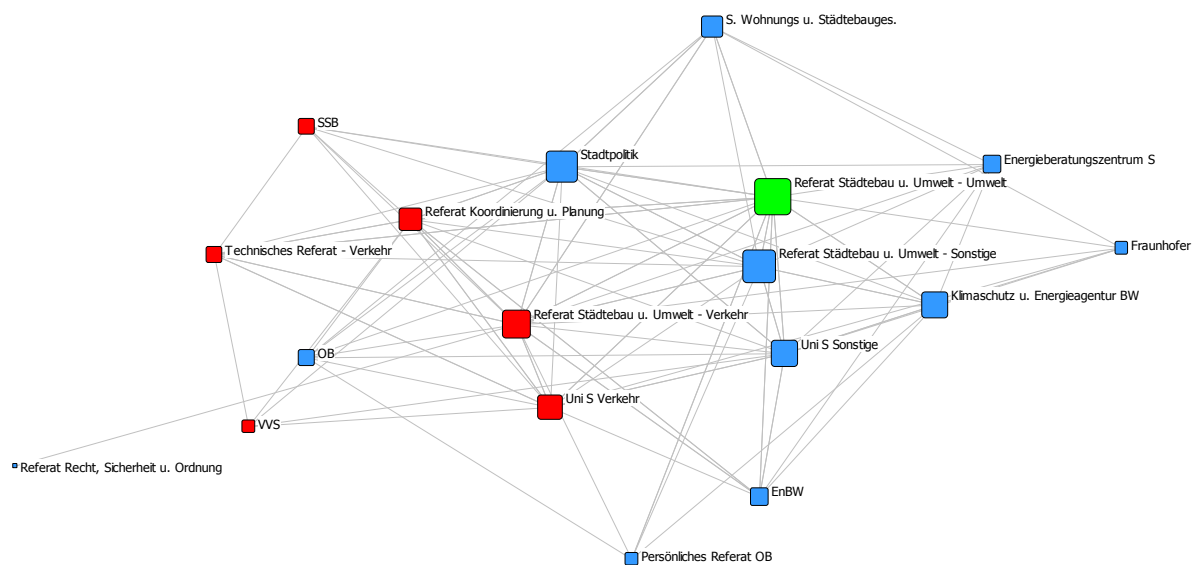 S. Wohnungs u. Städtebauges.
SSB
Stadtpolitik
Energieberatungszentrum S
Referat Städtebau u. Umwelt - Umwelt
Referat Koordinierung u. Planung
Technisches Referat - Verkehr
Referat Städtebau u. Umwelt - Sonstige
Fraunhofer
Klimaschutz u. Energieagentur BW
Referat Städtebau u. Umwelt - Verkehr
Uni S Sonstige
OB
Uni S Verkehr
VVS
Referat Recht, Sicherheit u. Ordnung
EnBW
Persönliches Referat OB